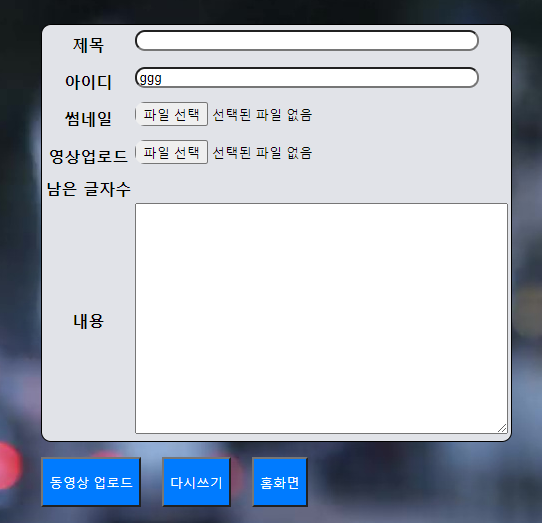 제목
아이디 ggg
썸네일 파일 선택 선택된 파일 없음
영상업로드 파일 선택 선택된 파일 없음
남은 글자수
내용
동영상 업로드 다시쓰기 홈화면